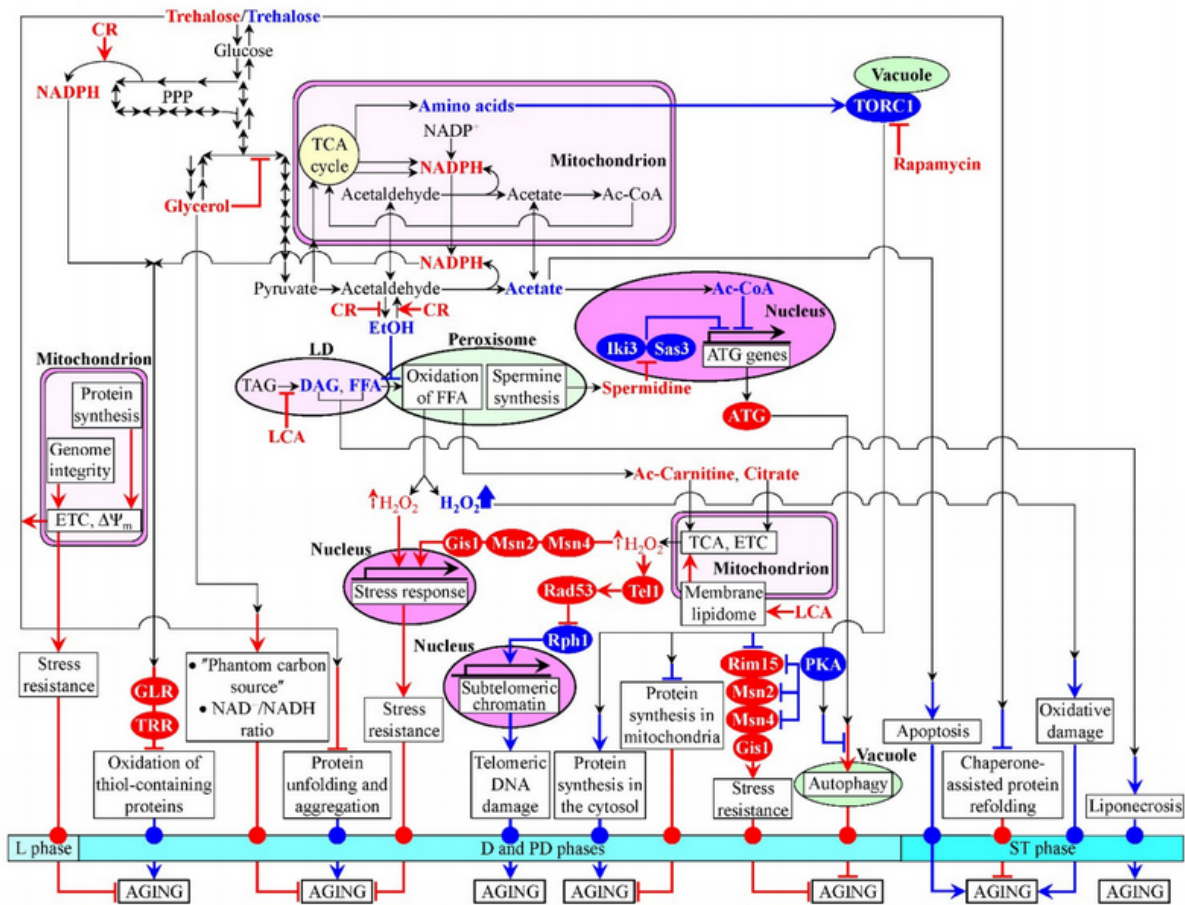 Trehalose/Trehalose
CR
Glucose
Vacuole
NADPH
PPP
Amino acids
TORC1
NADP⁺
TCA
cycle
Mitochondrion
NADPH
Rapamycin
Acetaldehyde
Acetate
Ac-CoA
Glycerol
NADPH
Pyruvate
Acetaldehyde
Acetate
Ac-CoA
Nucleus
CR
CR
EtOH
Iki3
Sas3
ATG genes
LD
Peroxisome
Mitochondrion
TAG
DAG, FFA
Oxidation
of FFA
Spermine
synthesis
Spermidine
Protein
synthesis
ATG
LCA
Genome
integrity
Ac-Carnitine, Citrate
H₂O₂
H₂O₂
ETC, ΔΨm
Gis1
Msn2
Msn4
H₂O₂
TCA, ETC
Nucleus
Mitochondrion
Stress response
Rad53
Tel1
Membrane
lipidome
LCA
Rph1
Nucleus
Subtelomeric
chromatin
Rim15
PKA
Msn2
Msn4
Gis1
Stress
resistance
GLR
TRR
• "Phantom carbon
source"
• NAD⁺/NADH
ratio
Stress
resistance
Protein
synthesis in
mitochondria
Apoptosis
Oxidative
damage
Vacuole
Oxidation of
thiol-containing
proteins
Protein
unfolding and
aggregation
Telomeric
DNA
damage
Protein
synthesis in
the cytosol
Stress
resistance
Autophagy
Chaperone-
assisted protein
refolding
Liponecrosis
L phase
D and PD phases
ST phase
AGING
AGING
AGING
AGING
AGING
AGING
AGING